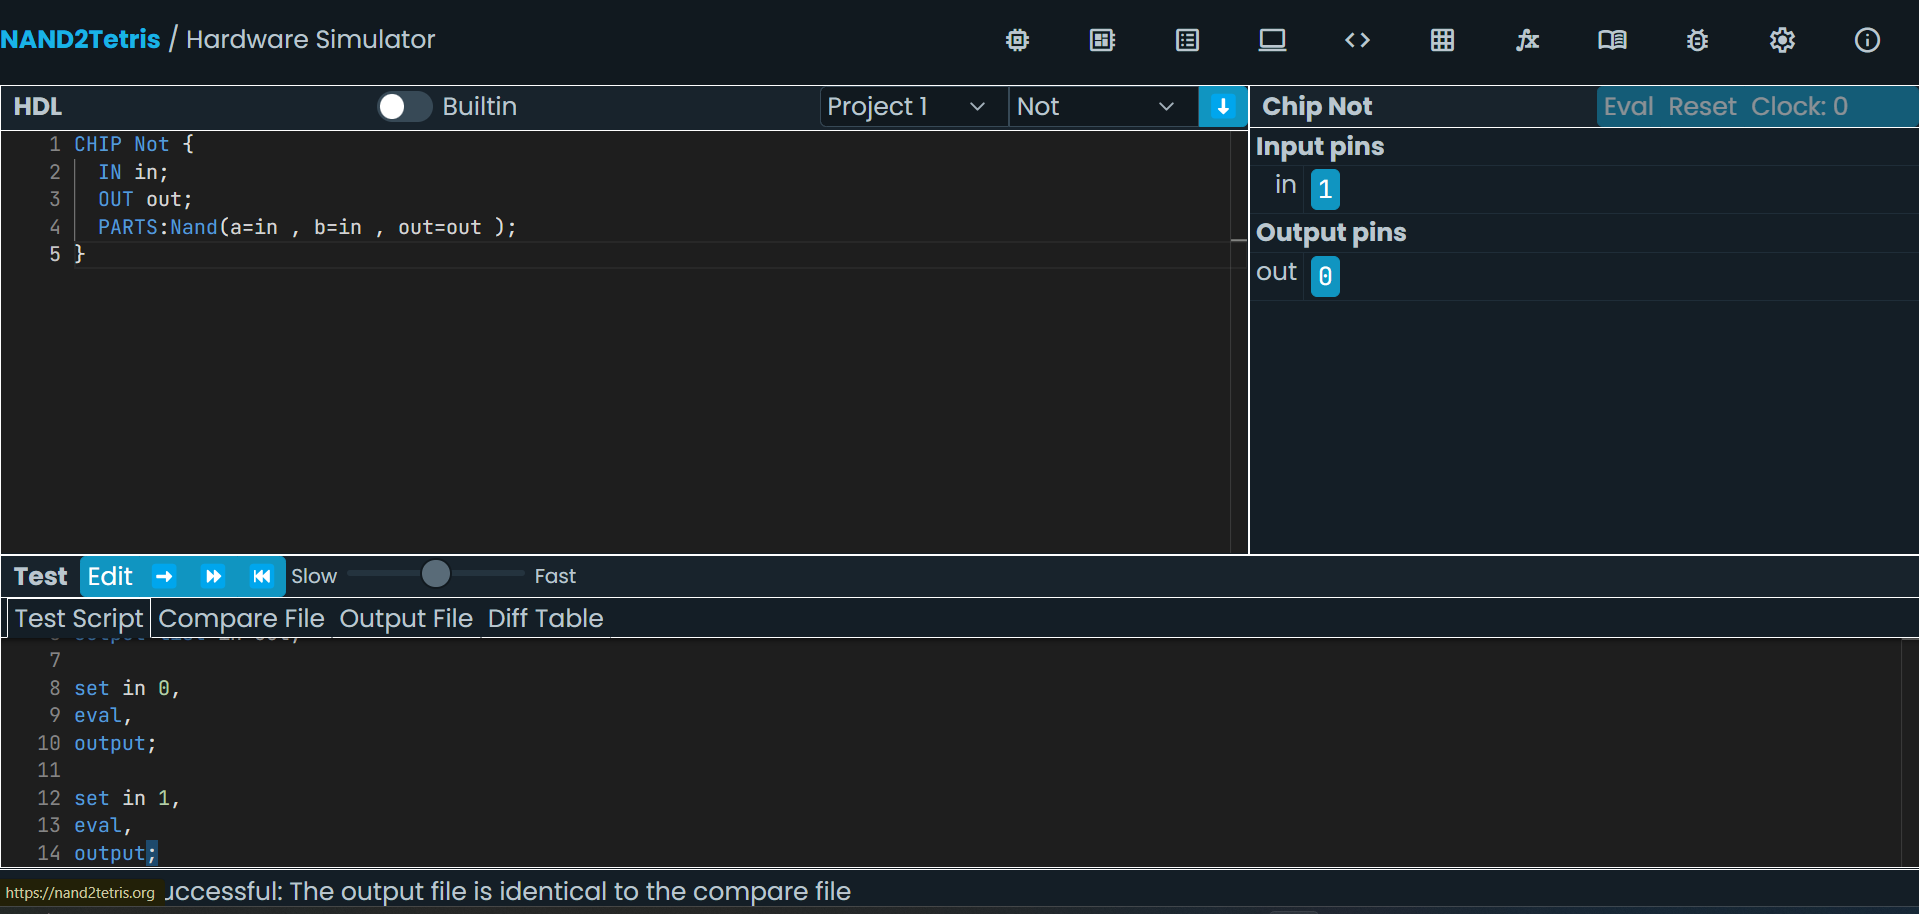 NAND2Tetris / Hardware Simulator
HDL Builtin Project 1 Not
1 CHIP Not {
2 IN in;
3 OUT out;
4 PARTS:Nand(a=in , b=in , out=out );
5 }
Chip Not Eval Reset Clock: 0
Input pins
in 1
Output pins
out 0
Test Edit Slow Fast
Test Script Compare File Output File Diff Table
7
8 set in 0,
9 eval,
10 output;
11
12 set in 1,
13 eval,
14 output;
https://nand2tetris.org uccessful: The output file is identical to the compare file